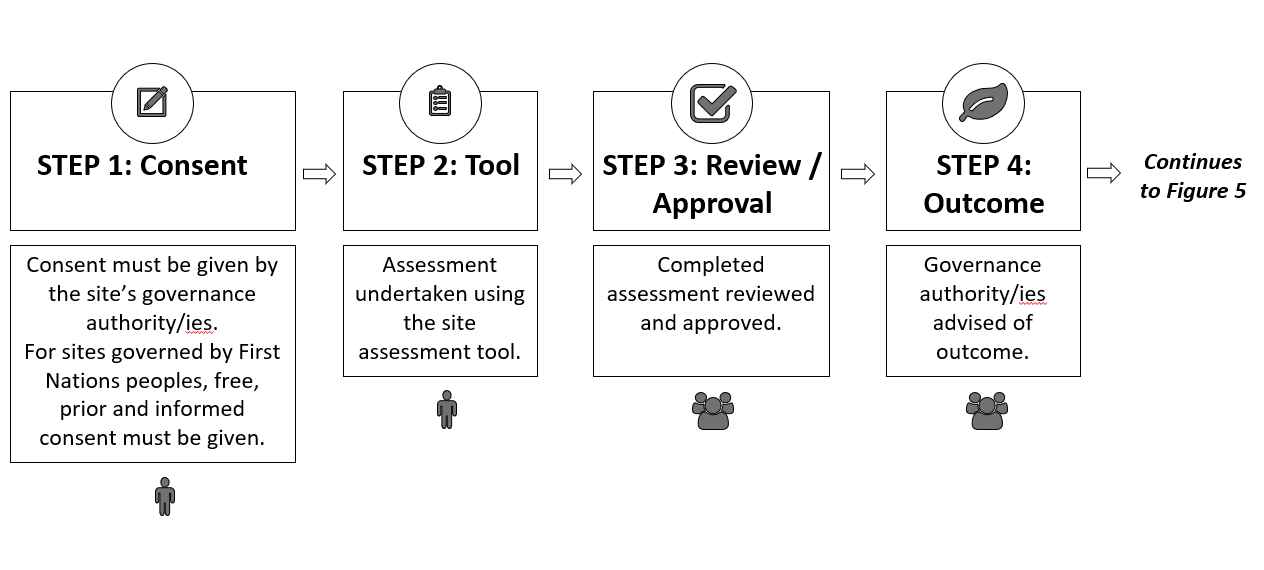 STEP 1: Consent
Consent must be given by
the site’s governance
authority/ies.
For sites governed by First
Nations peoples, free,
prior and informed
consent must be given.
STEP 2: Tool
Assessment
undertaken using
the site
assessment tool.
STEP 3: Review /
Approval
Completed
assessment reviewed
and approved.
STEP 4:
Outcome
Governance
authority/ies
advised of
outcome.
Continues
to Figure 5